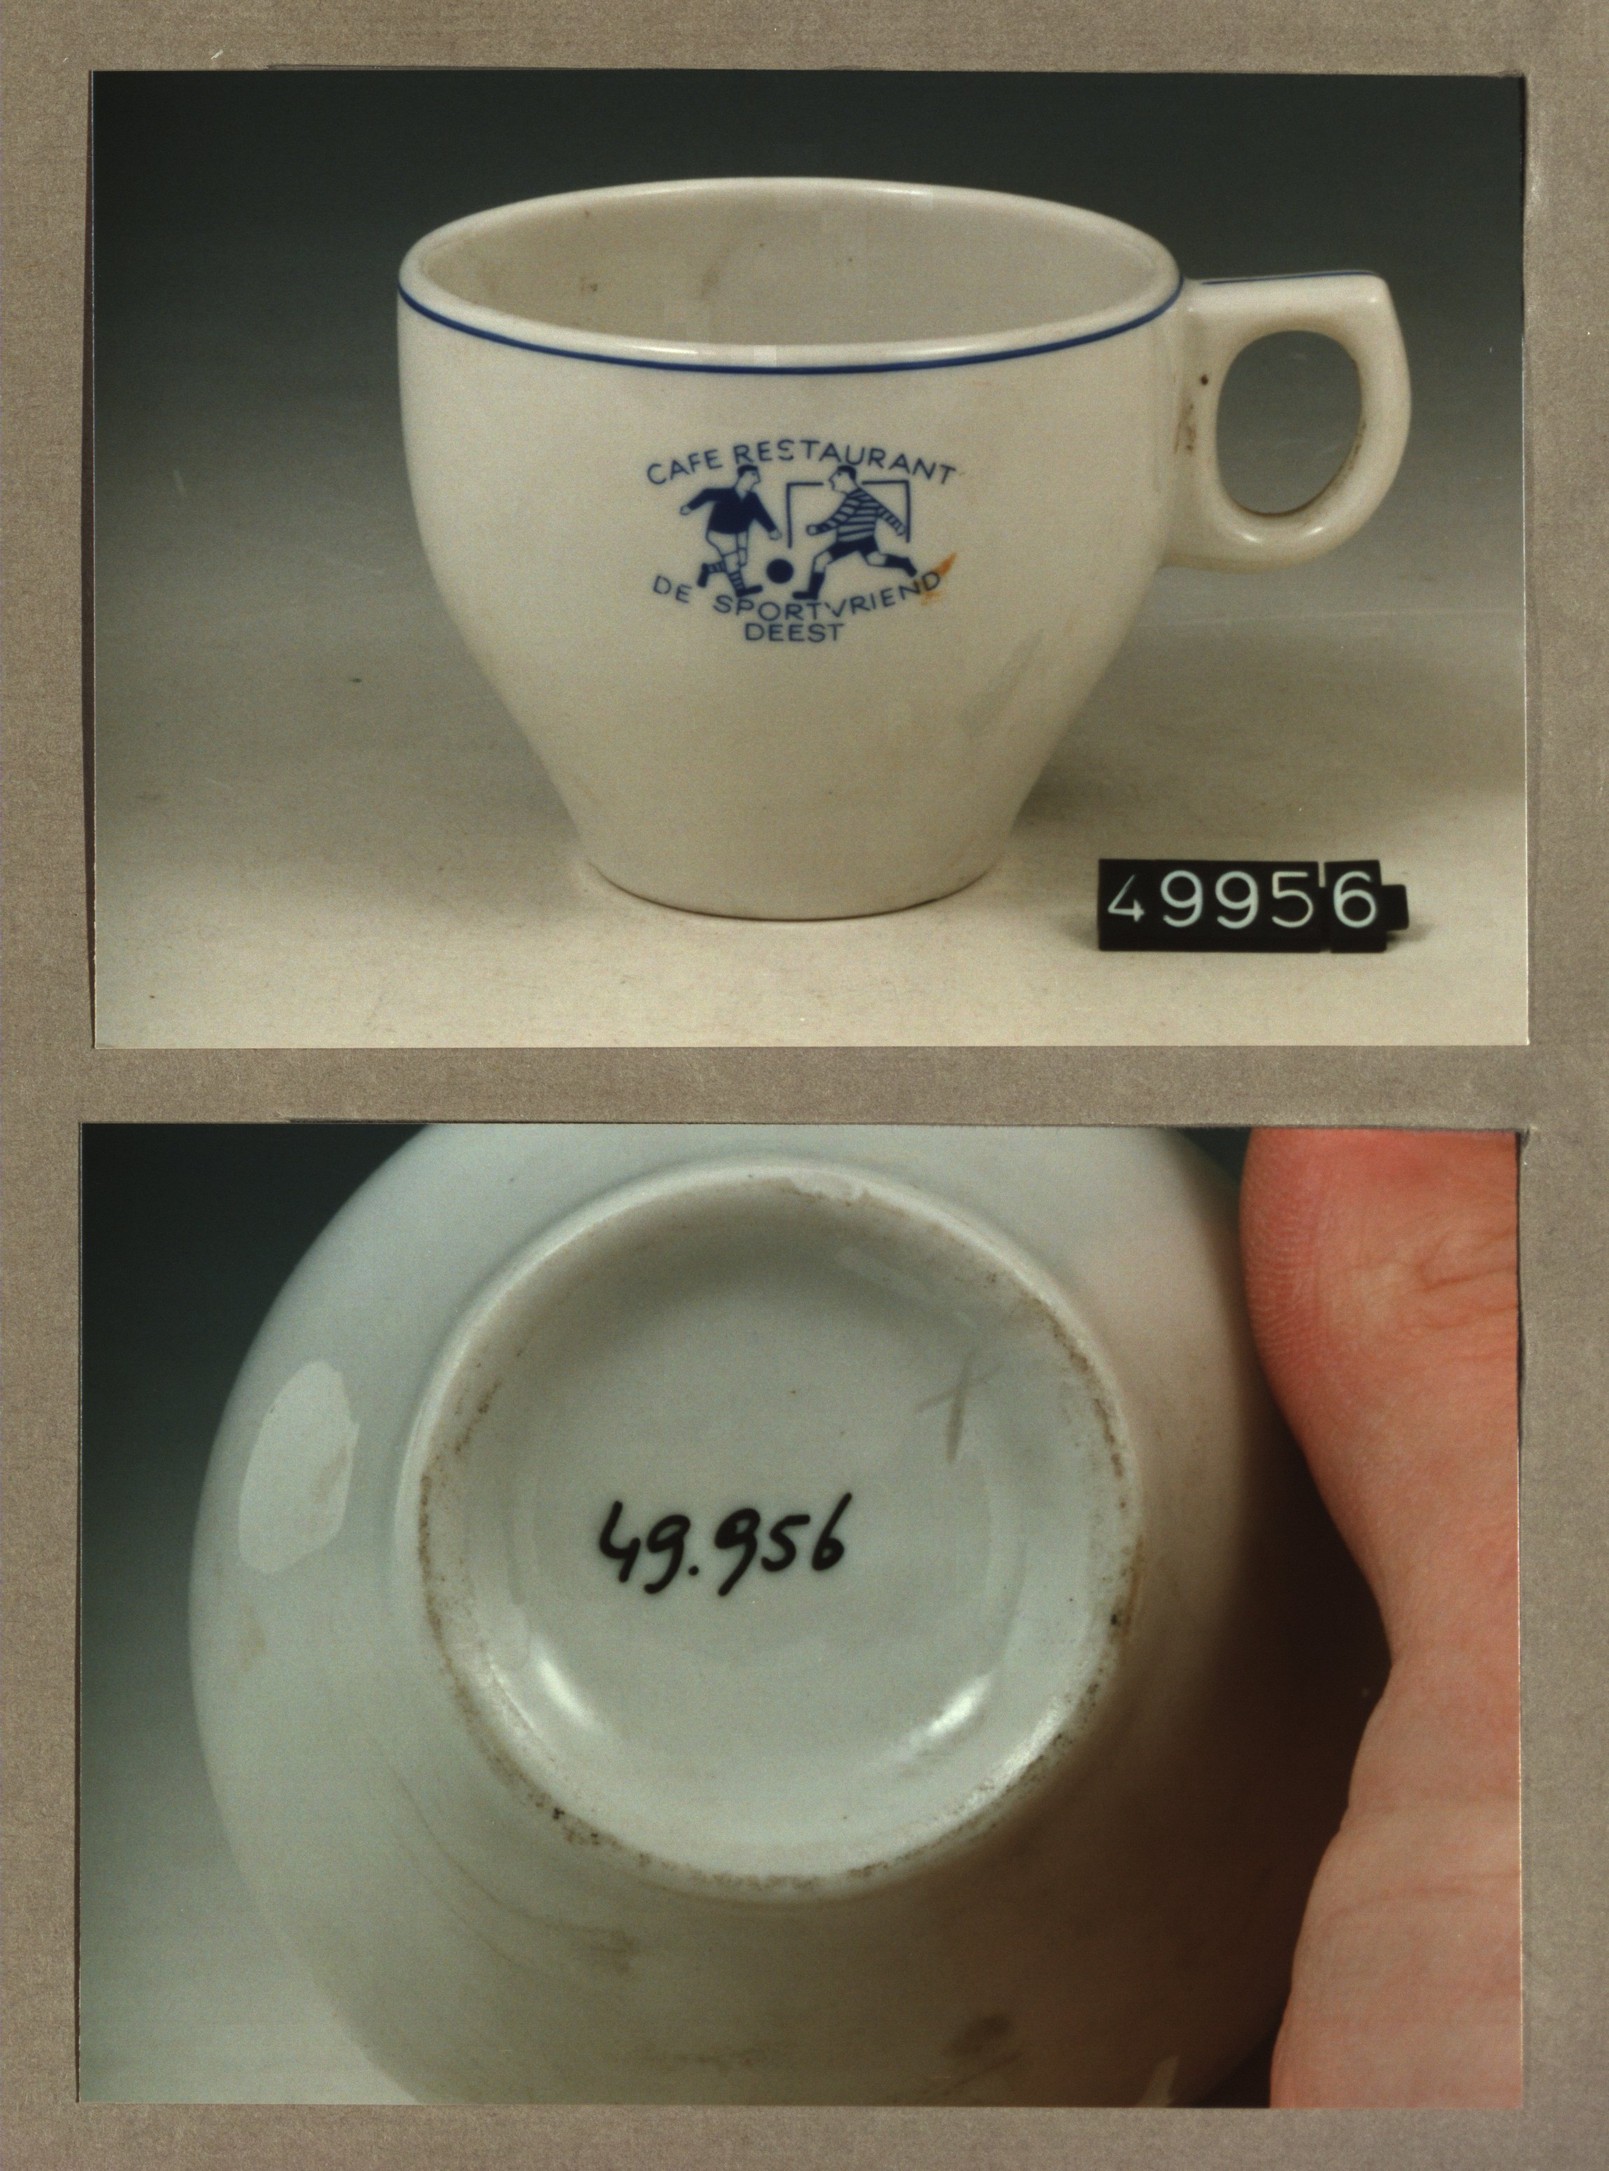 CAFE RESTAURANT
DE SPORTVRIEND
DEEST
49956
49.956